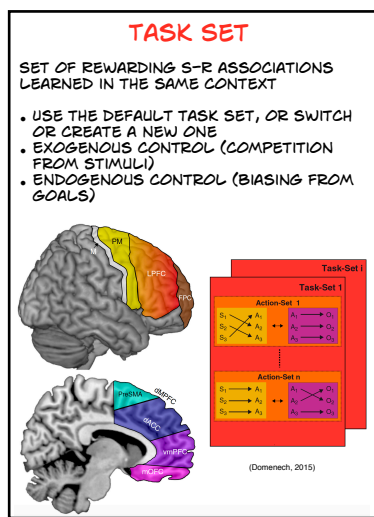 TASK SET
SET OF REWARDING S-R ASSOCIATIONS
LEARNED IN THE SAME CONTEXT
• USE THE DEFAULT TASK SET, OR SWITCH
OR CREATE A NEW ONE
• EXOGENOUS CONTROL (COMPETITION
FROM STIMULI)
• ENDOGENOUS CONTROL (BIASING FROM
GOALS)
M
PM
LPFC
FPC
PreSMA
dMPFC
dACC
vmPFC
mOFC
Task-Set i
Task-Set 1
Action-Set 1
S1 A1 A1 O1
S2 A2 A2 O2
S3 A3 A3 O3
Action-Set n
S1 A1 A1 O1
S2 A2 A2 O2
S3 A3 A3 O3
(Domenech, 2015)